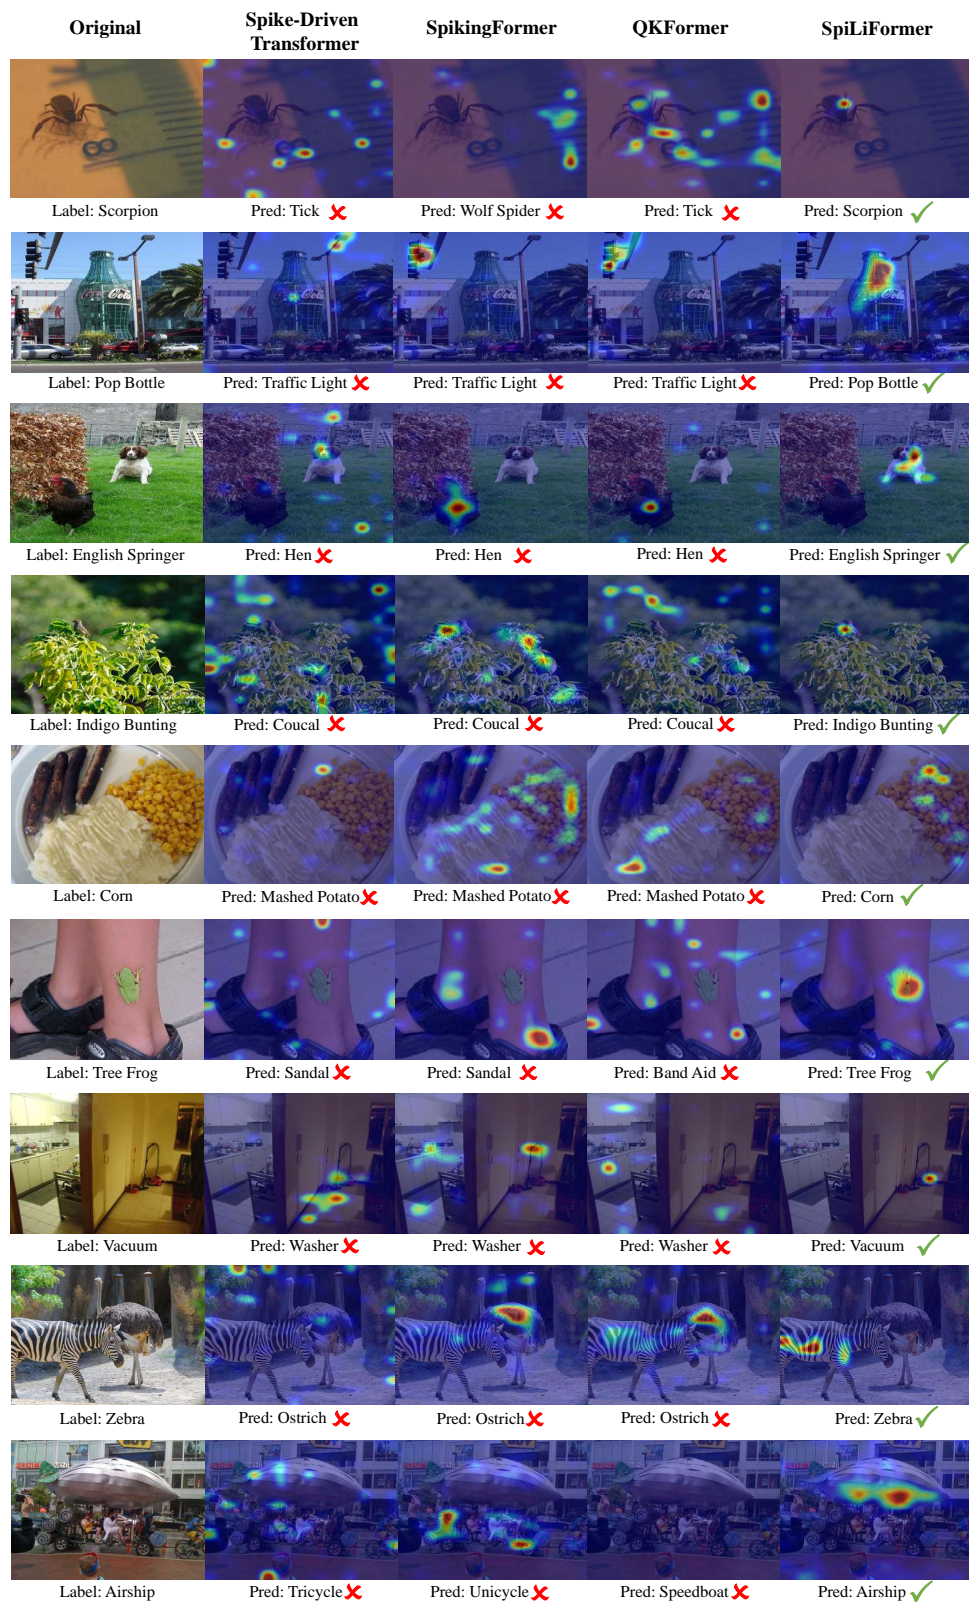 Original
Spike-Driven
Transformer
SpikingFormer
QKFormer
SpiLiFormer
Label: Scorpion
Pred: Tick
Pred: Wolf Spider
Pred: Tick
Pred: Scorpion
Label: Pop Bottle
Pred: Traffic Light
Pred: Traffic Light
Pred: Traffic Light
Pred: Pop Bottle
Label: English Springer
Pred: Hen
Pred: Hen
Pred: Hen
Pred: English Springer
Label: Indigo Bunting
Pred: Coucal
Pred: Coucal
Pred: Coucal
Pred: Indigo Bunting
Label: Corn
Pred: Mashed Potato
Pred: Mashed Potato
Pred: Mashed Potato
Pred: Corn
Label: Tree Frog
Pred: Sandal
Pred: Sandal
Pred: Band Aid
Pred: Tree Frog
Label: Vacuum
Pred: Washer
Pred: Washer
Pred: Washer
Pred: Vacuum
Label: Zebra
Pred: Ostrich
Pred: Ostrich
Pred: Ostrich
Pred: Zebra
Label: Airship
Pred: Tricycle
Pred: Unicycle
Pred: Speedboat
Pred: Airship